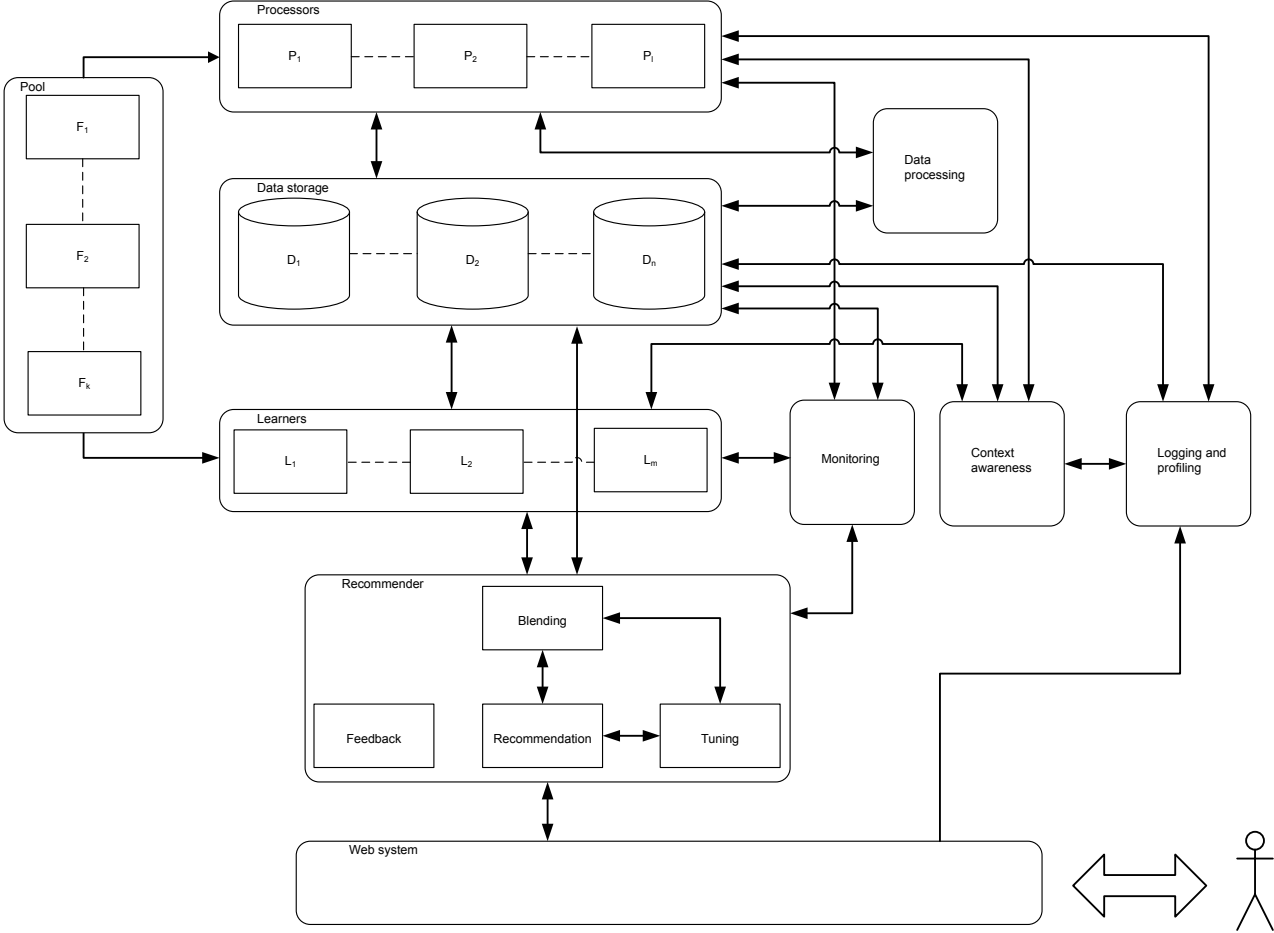 Processors
P1
P2
Pl
Pool
F1
F2
Fk
Data
processing
Data storage
D1
D2
Dn
Learners
L1
L2
Lm
Monitoring
Context
awareness
Logging and
profiling
Recommender
Blending
Feedback
Recommendation
Tuning
Web system